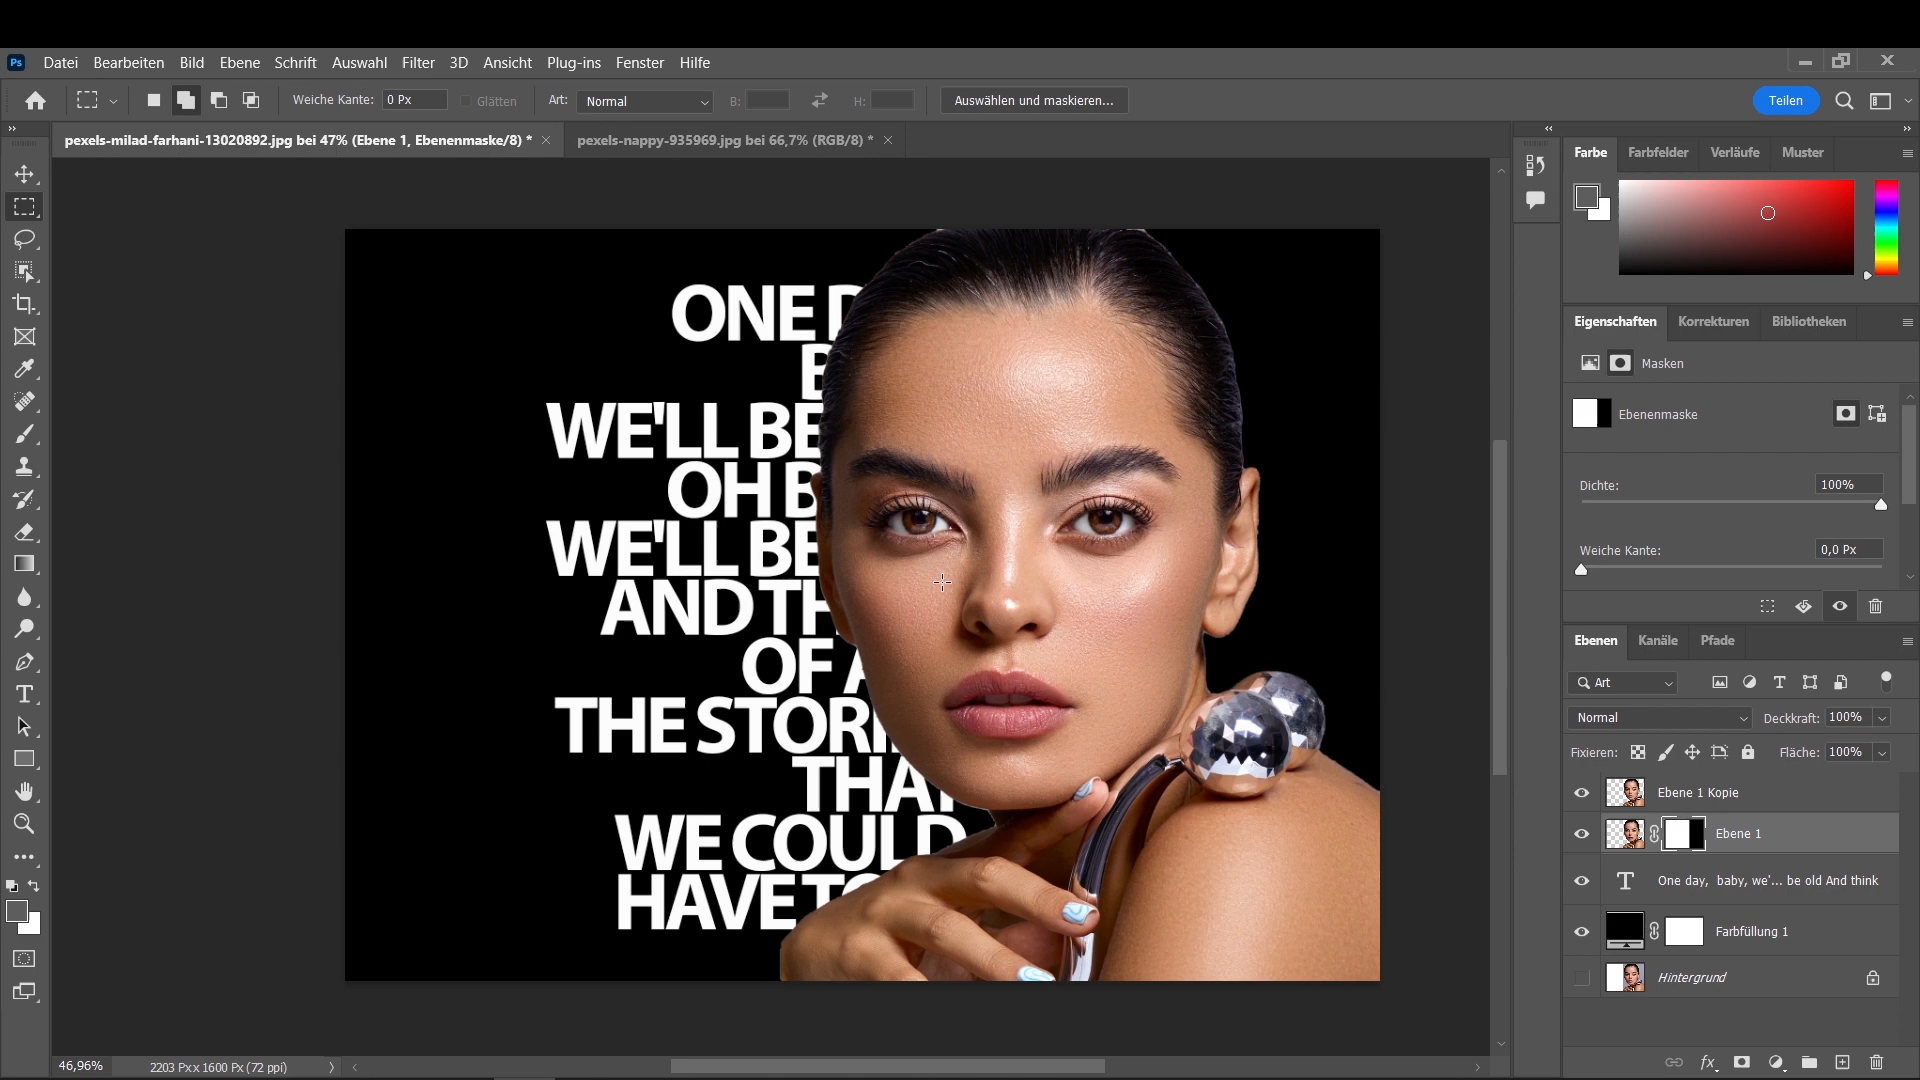 Ps Datei Bearbeiten Bild Ebene Schrift Auswahl Filter 3D Ansicht Plug-ins Fenster Hilfe
Weiche Kante: 0 Px Glätten Art: Normal B: H: Auswählen und maskieren... Teilen
pexels-milad-farhani-13020892.jpg bei 47% (Ebene 1, Ebenenmaske/8) * pexels-nappy-935969.jpg bei 66,7% (RGB/8) *
ONE D
B
WE'LL BE
OH B
WE'LL BE
AND TH
OF A
THE STORI
THAT
WE COULD
HAVE TO
46,96% 2203 Px x 1600 Px (72 ppi)
Farbe Farbfelder Verläufe Muster
Eigenschaften Korrekturen Bibliotheken
Masken
Ebenenmaske
Dichte: 100%
Weiche Kante: 0,0 Px
Ebenen Kanäle Pfade
Art
Normal Deckkraft: 100%
Fixieren: Fläche: 100%
Ebene 1 Kopie
Ebene 1
One day, baby, we'... be old And think
Farbfüllung 1
Hintergrund
fx